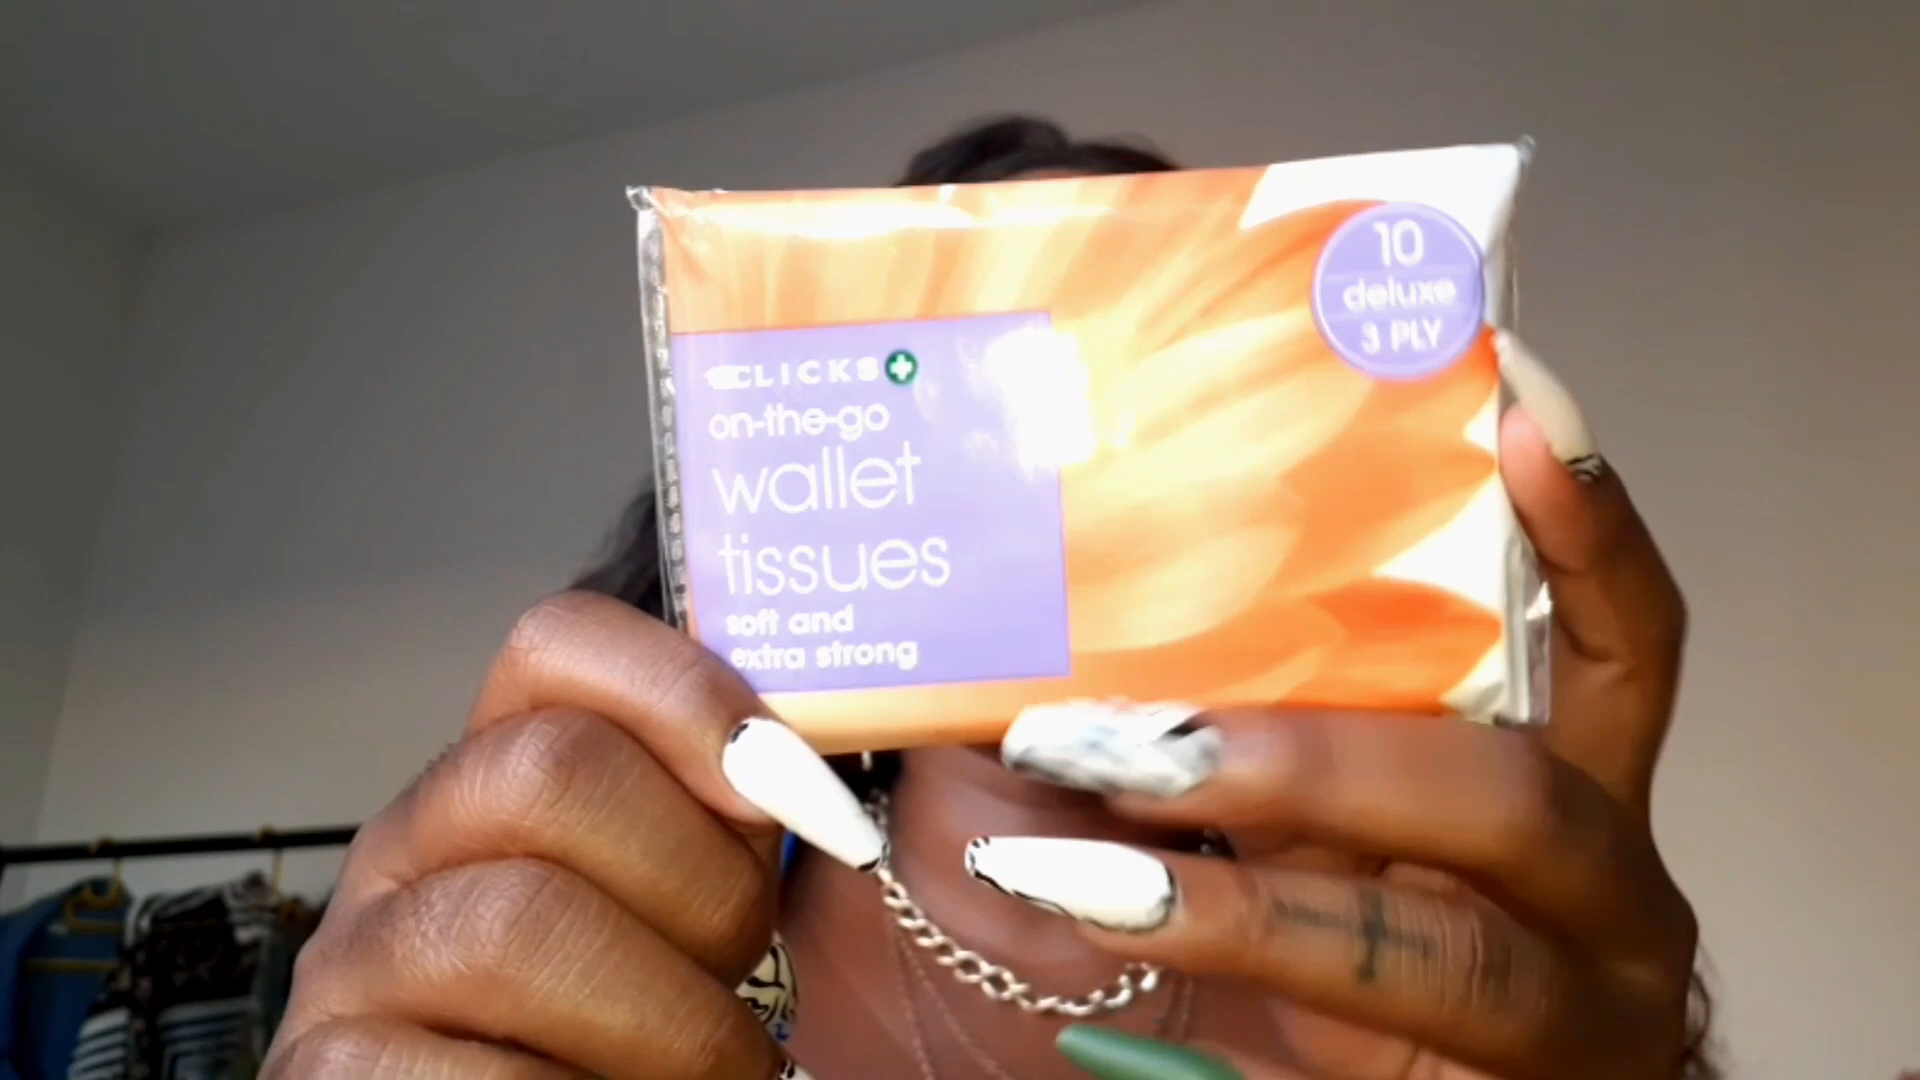 CLICKS
on-the-go
wallet
tissues
soft and
extra strong
10
deluxe
3 PLY